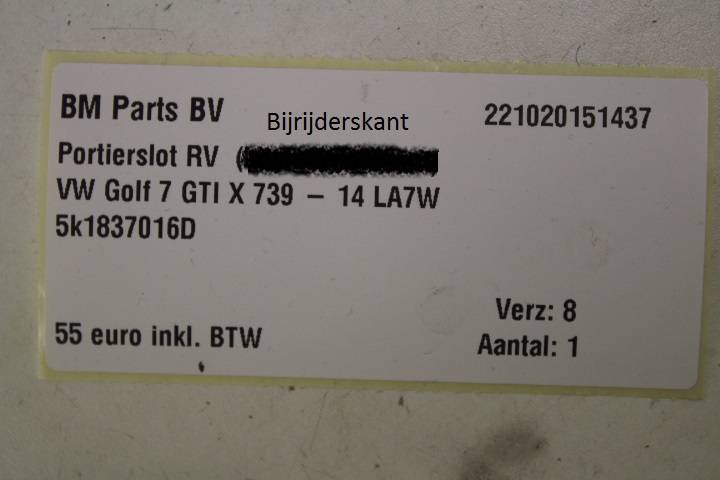 BM Parts BV
Bijrijderskant
221020151437
Portierslot RV (
VW Golf 7 GTI X 739 – 14 LA7W
5k1837016D
Verz: 8
55 euro inkl. BTW
Aantal: 1